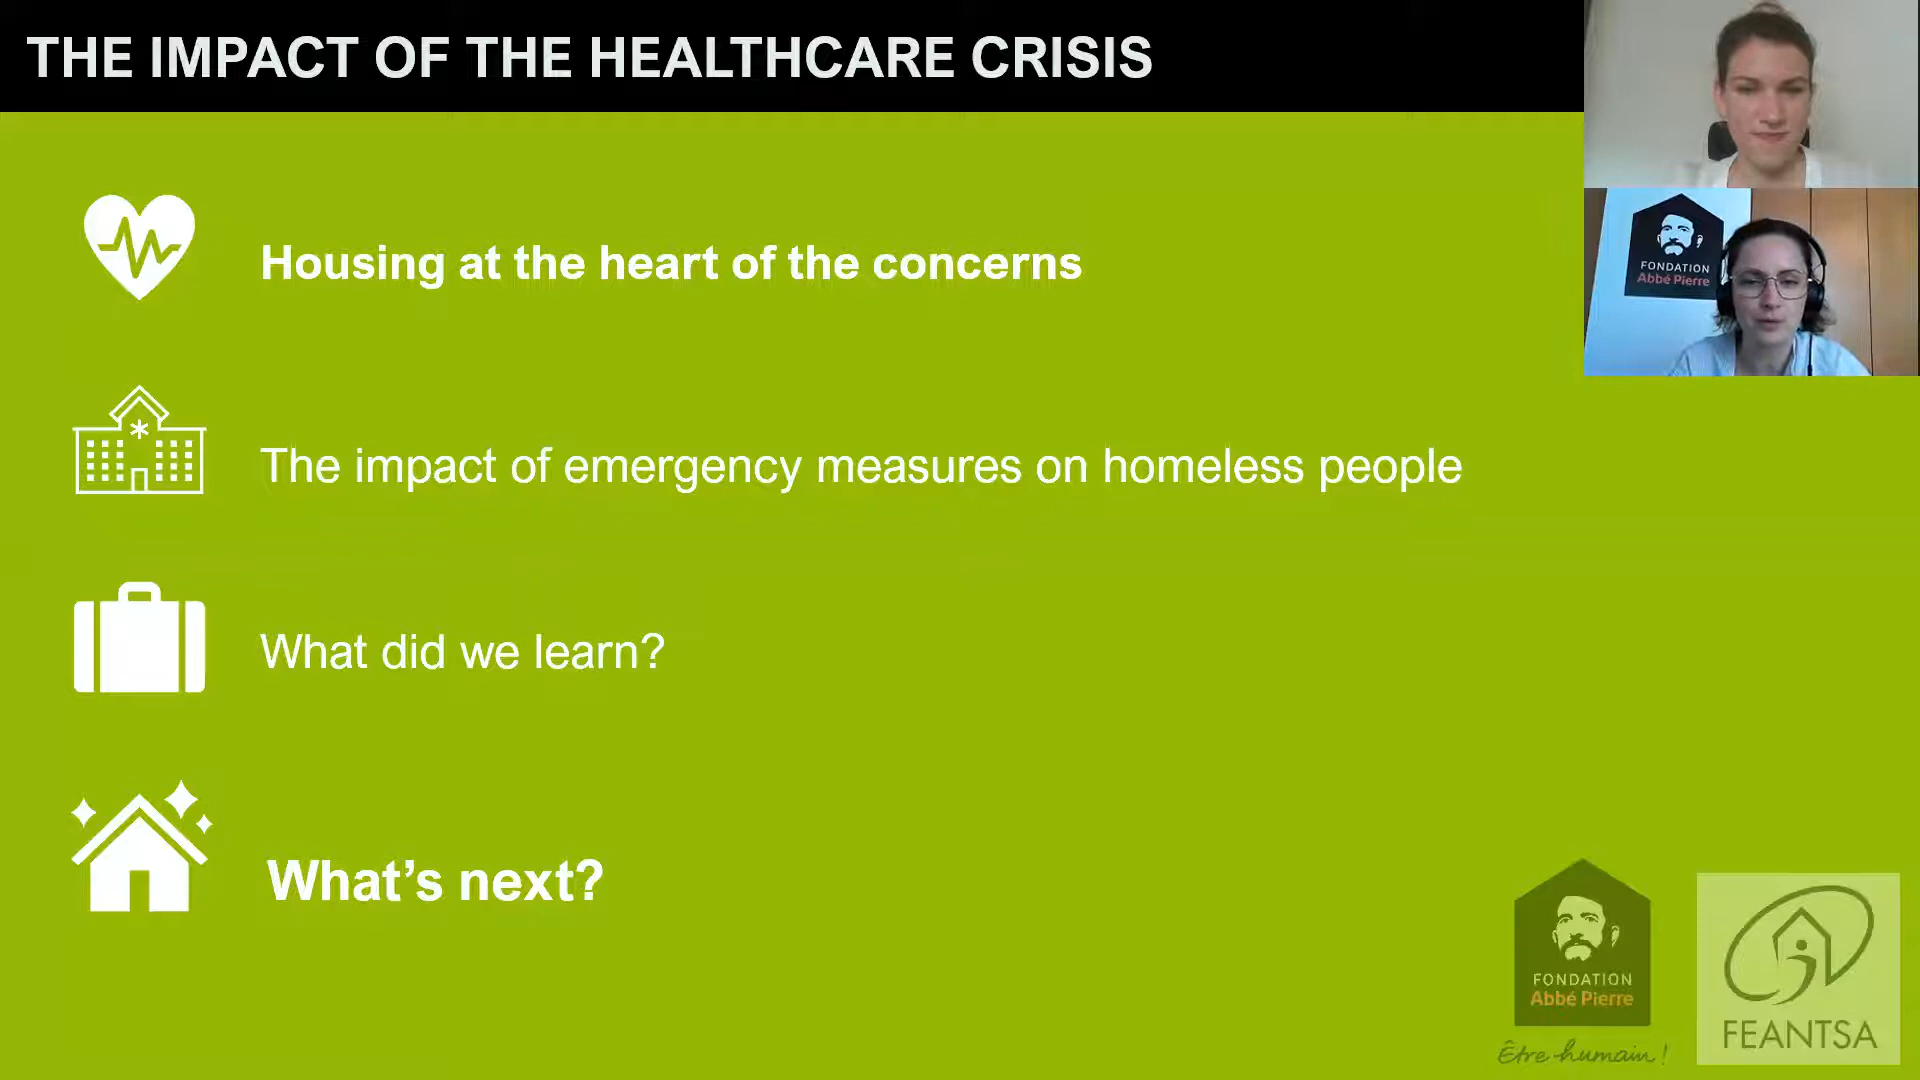 THE IMPACT OF THE HEALTHCARE CRISIS
FONDATION
Abbé Pierre
Housing at the heart of the concerns
The impact of emergency measures on homeless people
What did we learn?
What’s next?
FONDATION
Abbé Pierre
Être humain !
FEANTSA